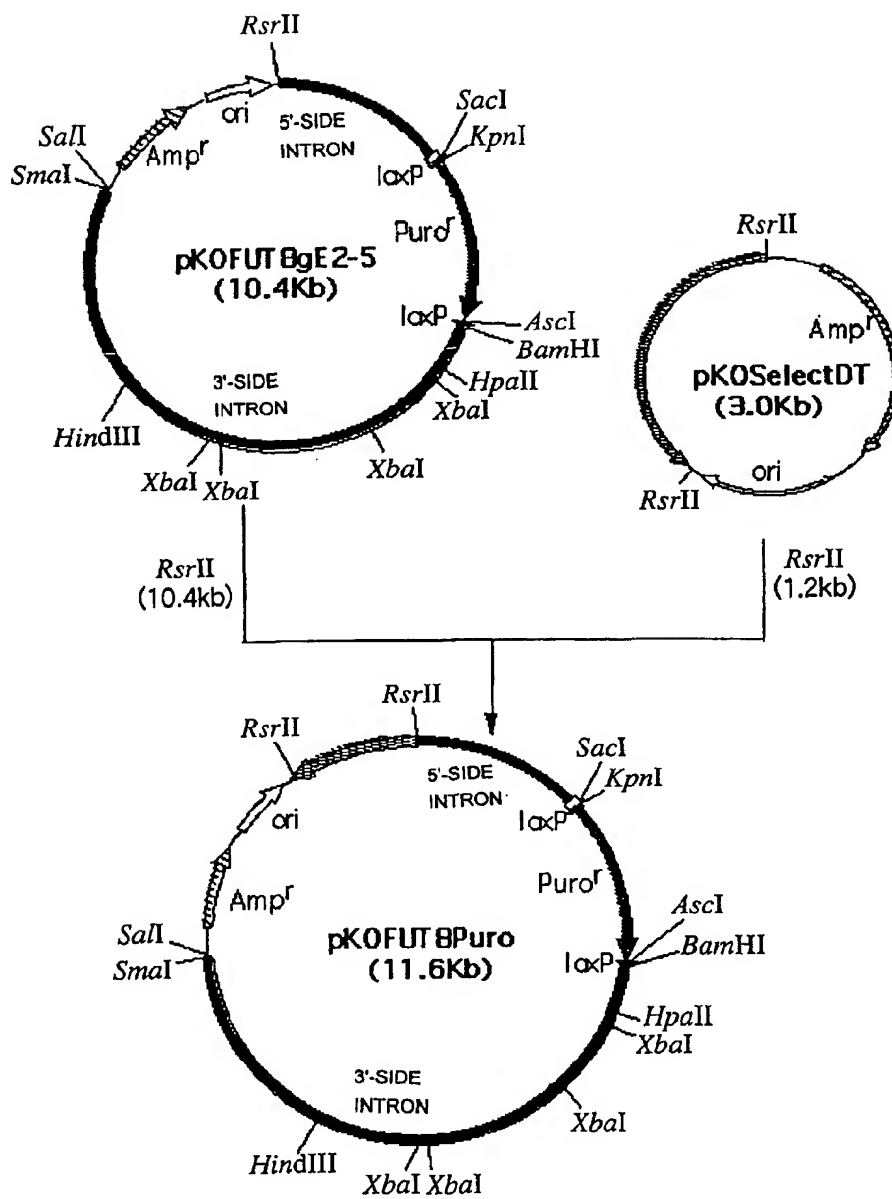 RsrII
SacI
KpnI
ori
5'-SIDE
INTRON
SalI
SmaI
Ampr
loxP
Puror
pKOFUT8gE2-5
(10.4Kb)
loxP
AscI
BamHI
HpaII
XbaI
3'-SIDE
INTRON
HindIII
XbaI
XbaI
XbaI
RsrII
Ampr
pKOSelectDT
(3.0Kb)
ori
RsrII
RsrII
(10.4kb)
RsrII
(1.2kb)
RsrII
RsrII
SacI
KpnI
5'-SIDE
INTRON
loxP
ori
Puror
Ampr
AscI
BamHI
SalI
SmaI
pKOFUT8Puro
(11.6Kb)
loxP
HpaII
XbaI
3'-SIDE
INTRON
XbaI
HindIII
XbaI XbaI